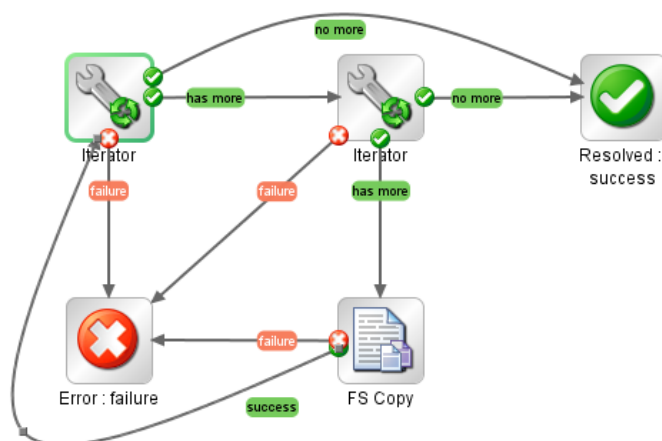 no more
has more
no more
Iterator
Iterator
Resolved :
success
failure
failure
has more
failure
Error : failure
FS Copy
success